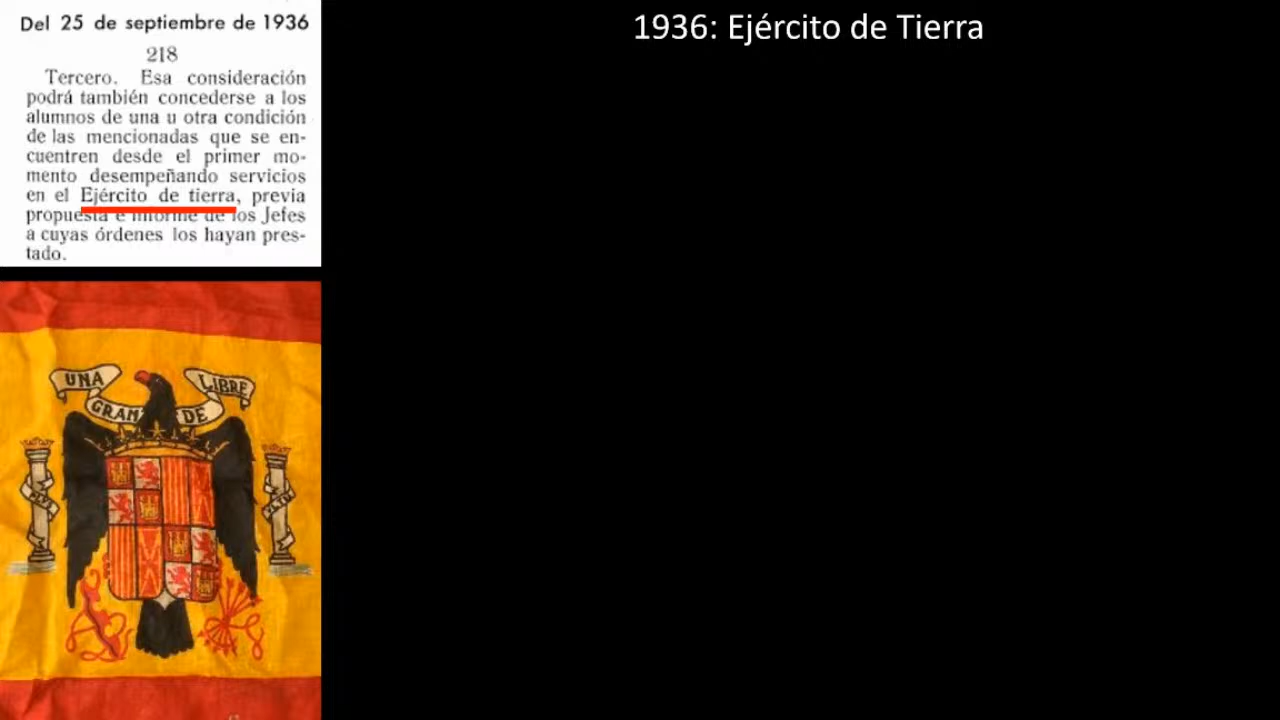 Del 25 de septiembre de 1936
218
Tercero. Esa consideración
podrá también concederse a los
alumnos de una u otra condición
de las mencionadas que se en-
cuentren desde el primer mo-
mento desempeñando servicios
en el Ejército de tierra, previa
propuesta e informe de los Jefes
a cuyas órdenes los hayan pres-
tado.
1936: Ejército de Tierra
UNA
LIBRE
GRAN
DE
PLVS